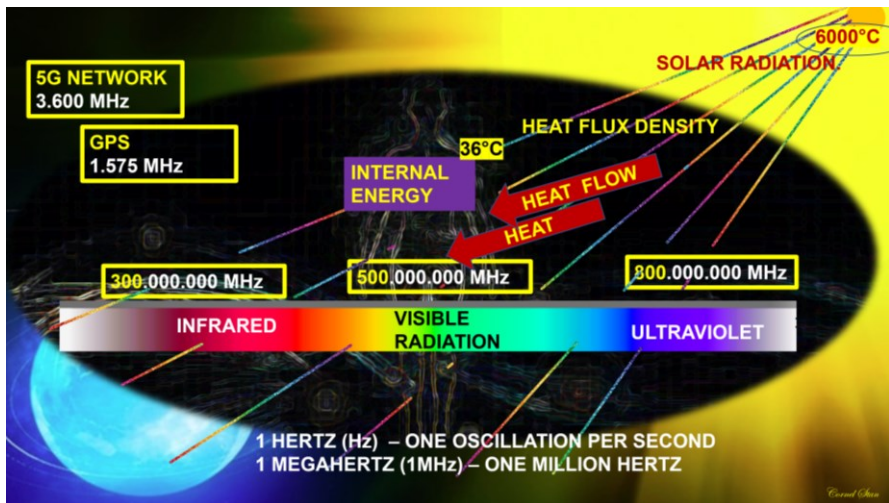 6000°C
SOLAR RADIATION.
5G NETWORK
3.600 MHz
HEAT FLUX DENSITY
GPS
1.575 MHz
36°C
INTERNAL
ENERGY
HEAT FLOW
HEAT
300.000.000 MHz
500.000.000 MHz
800.000.000 MHz
INFRARED
VISIBLE
RADIATION
ULTRAVIOLET
1 HERTZ (Hz) – ONE OSCILLATION PER SECOND
1 MEGAHERTZ (1MHz) – ONE MILLION HERTZ